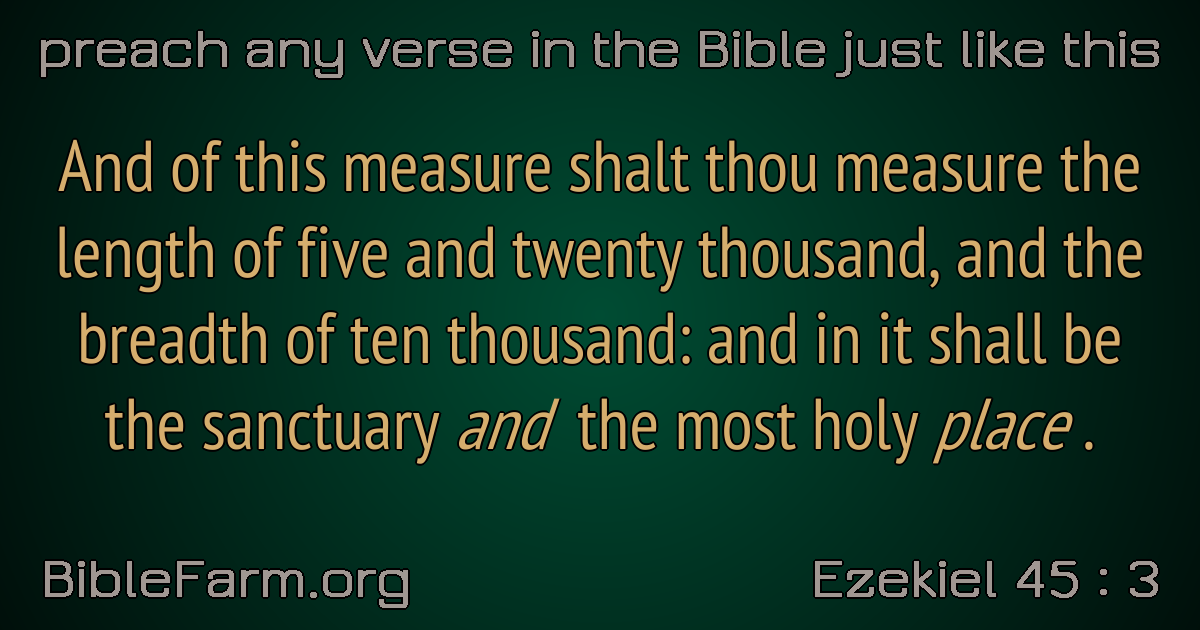 preach any verse in the Bible just like this
And of this measure shalt thou measure the
length of five and twenty thousand, and the
breadth of ten thousand: and in it shall be
the sanctuary and the most holy place .
BibleFarm.org
Ezekiel 45 : 3